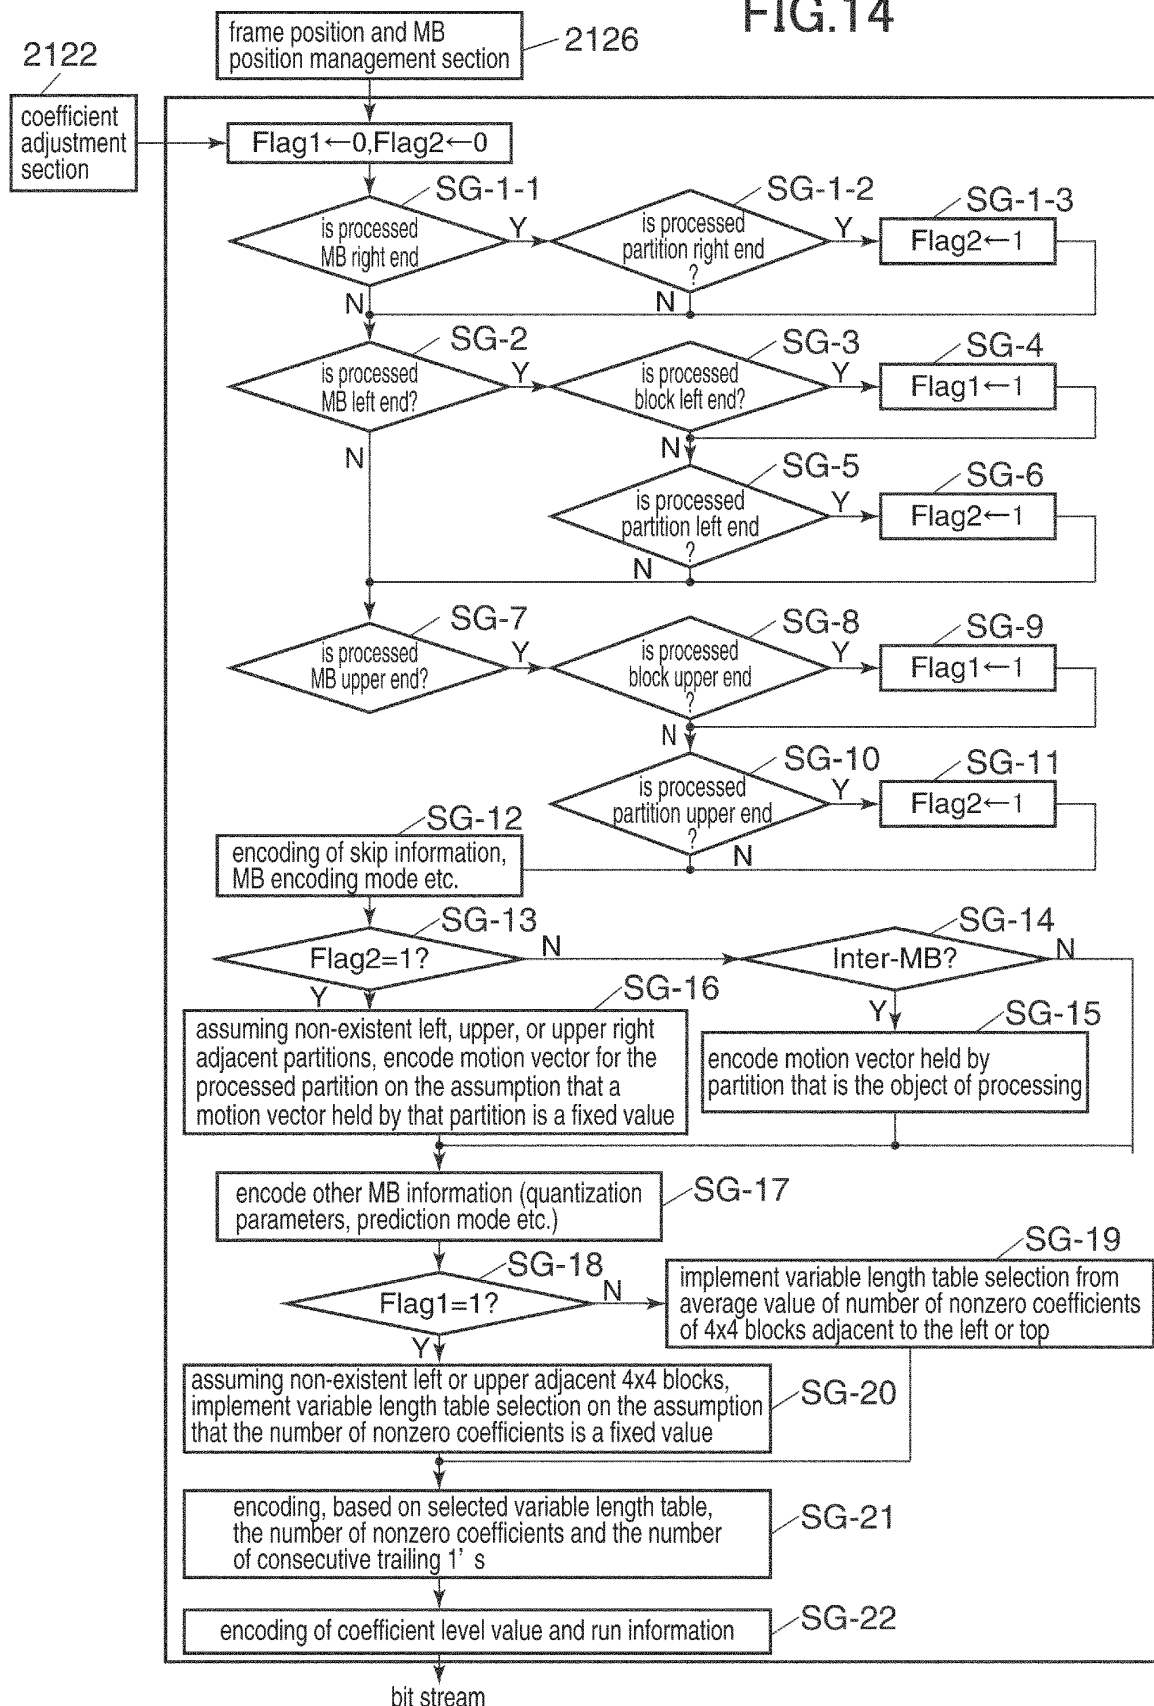 FIG.14
frame position and MB
position management section
2126
2122
coefficient
adjustment
section
Flag1←0,Flag2←0
SG-1-1
is processed
MB right end
Y
N
SG-1-2
is processed
partition right end
?
Y
N
SG-1-3
Flag2←1
SG-2
is processed
MB left end?
Y
N
SG-3
is processed
block left end?
Y
N
SG-4
Flag1←1
SG-5
is processed
partition left end
?
Y
N
SG-6
Flag2←1
SG-7
is processed
MB upper end?
Y
SG-8
is processed
block upper end
?
Y
N
SG-9
Flag1←1
SG-10
is processed
partition upper end
?
Y
N
SG-11
Flag2←1
SG-12
encoding of skip information,
MB encoding mode etc.
SG-13
Flag2=1?
N
Y
SG-14
Inter-MB?
N
Y
SG-16
assuming non-existent left, upper, or upper right
adjacent partitions, encode motion vector for the
processed partition on the assumption that a
motion vector held by that partition is a fixed value
SG-15
encode motion vector held by
partition that is the object of processing
encode other MB information (quantization
parameters, prediction mode etc.)
SG-17
SG-18
Flag1=1?
N
Y
SG-19
implement variable length table selection from
average value of number of nonzero coefficients
of 4x4 blocks adjacent to the left or top
assuming non-existent left or upper adjacent 4x4 blocks,
implement variable length table selection on the assumption
that the number of nonzero coefficients is a fixed value
SG-20
encoding, based on selected variable length table,
the number of nonzero coefficients and the number
of consecutive trailing 1' s
SG-21
encoding of coefficient level value and run information
SG-22
bit stream